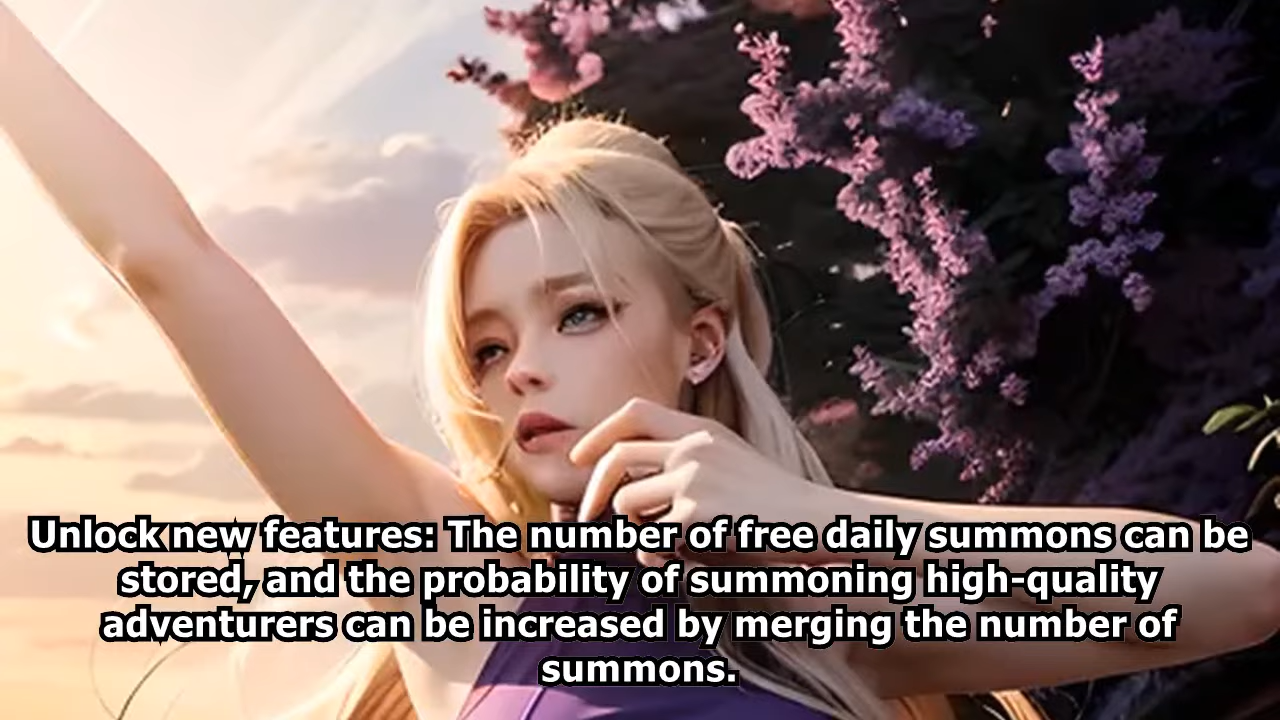 Unlock new features: The number of free daily summons can be
stored, and the probability of summoning high-quality
adventurers can be increased by merging the number of
summons.